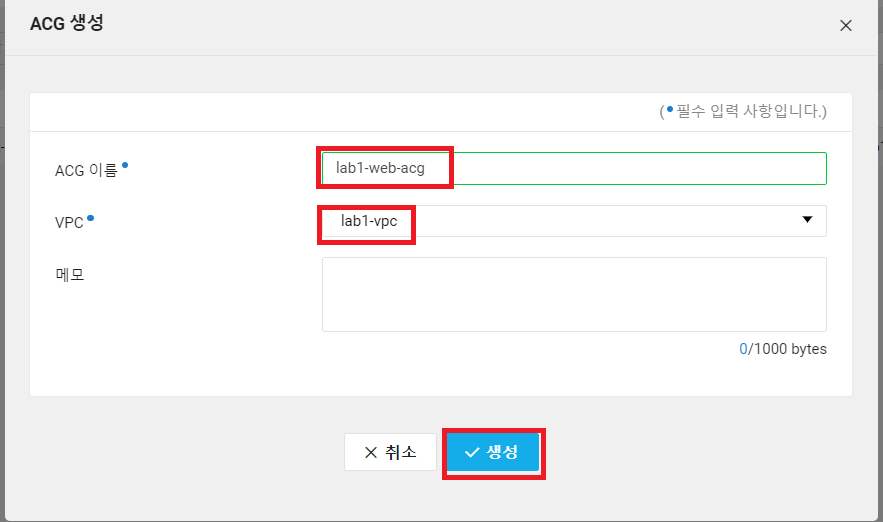 ACG 생성
( 필수 입력 사항입니다.)
ACG 이름
lab1-web-acg
VPC
lab1-vpc
메모
0/1000 bytes
취소
생성